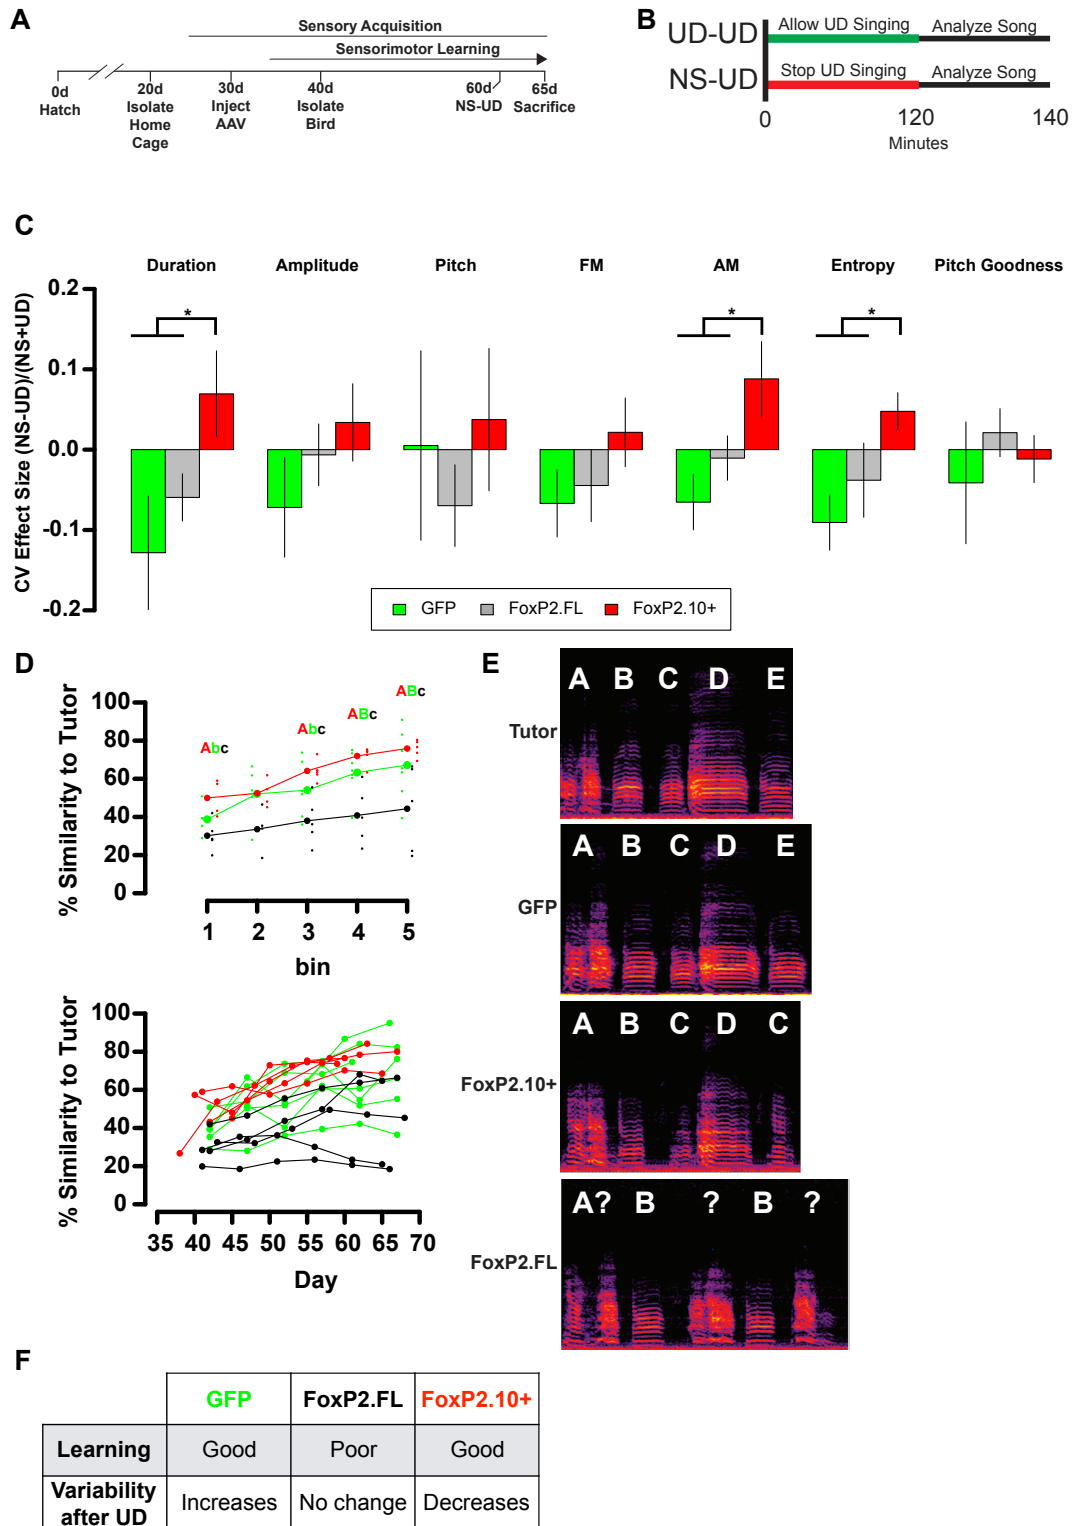 A
Sensory Acquisition
Sensorimotor Learning
0d
Hatch
20d
Isolate
Home
Cage
30d
Inject
AAV
40d
Isolate
Bird
60d
NS-UD
65d
Sacrifice
B
UD-UD
Allow UD Singing
Analyze Song
NS-UD
Stop UD Singing
Analyze Song
0
120
140
Minutes
C
Duration
Amplitude
Pitch
FM
AM
Entropy
Pitch Goodness
CV Effect Size (NS-UD)/(NS+UD)
0.2
0.1
0.0
-0.1
-0.2
*
*
*
GFP
FoxP2.FL
FoxP2.10+
D
% Similarity to Tutor
100
80
60
40
20
0
Abc
Abc
ABc
ABc
1 2 3 4 5
bin
% Similarity to Tutor
100
80
60
40
20
0
35 40 45 50 55 60 65 70
Day
E
Tutor
A B C D E
GFP
A B C D E
FoxP2.10+
A B C D C
FoxP2.FL
A? B ? B ?
F
GFP FoxP2.FL FoxP2.10+
Learning Good Poor Good
Variability
after UD
Increases No change Decreases